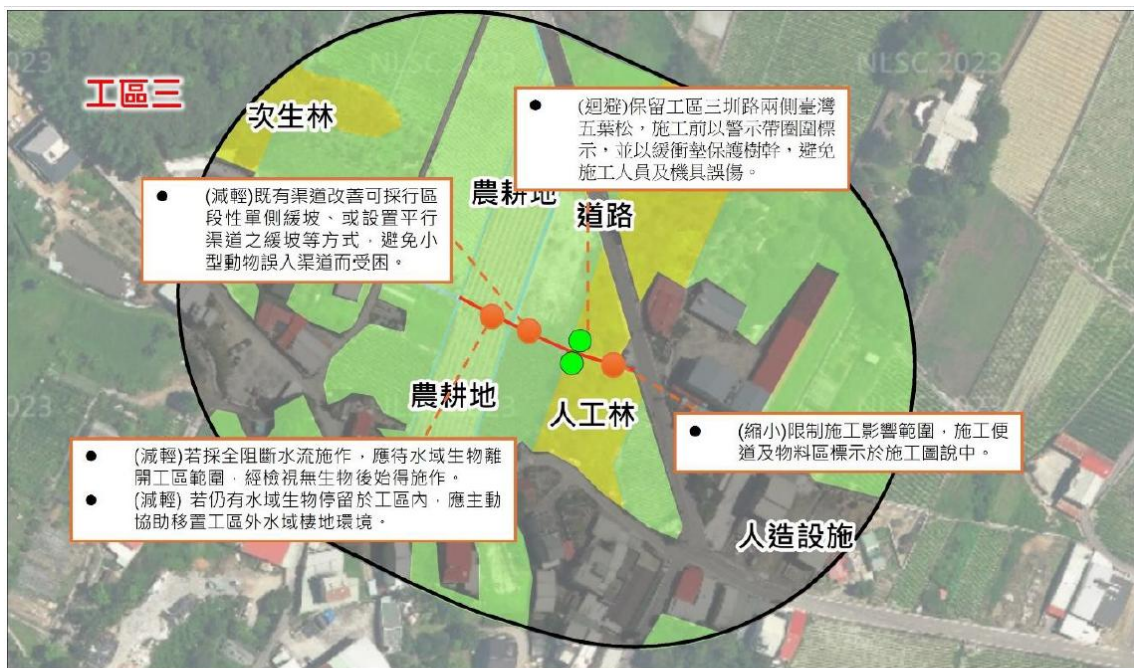 工區三
NLSC 2023
NLSC 2023
023
次生林
● (迴避)保留工區三圳路兩側臺灣
五葉松，施工前以警示帶圈圍標
示，並以緩衝墊保護樹幹，避免
施工人員及機具誤傷。
農耕地
道路
● (減輕)既有渠道改善可採行區
段性單側緩坡、或設置平行
渠道之緩坡等方式，避免小
型動物誤入渠道而受困。
農耕地
人工林
023
● (縮小)限制施工影響範圍，施工便
道及物料區標示於施工圖說中。
● (減輕)若採全阻斷水流施作，應待水域生物離
開工區範圍，經檢視無生物後始得施作。
● (減輕) 若仍有水域生物停留於工區內，應主動
協助移置工區外水域棲地環境。
人造設施